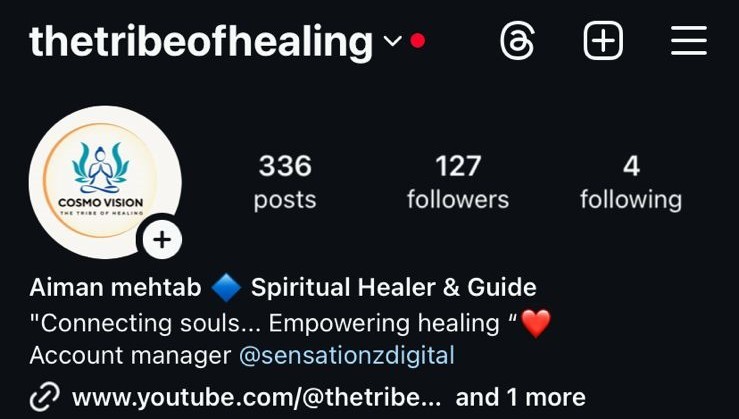 thetribeofhealing
336 127 4
posts followers following
COSMO VISION
THE TRIBE OF HEALING
Aiman mehtab 🔷 Spiritual Healer & Guide
"Connecting souls... Empowering healing “❤️
Account manager @sensationzdigital
www.youtube.com/@thetribe... and 1 more